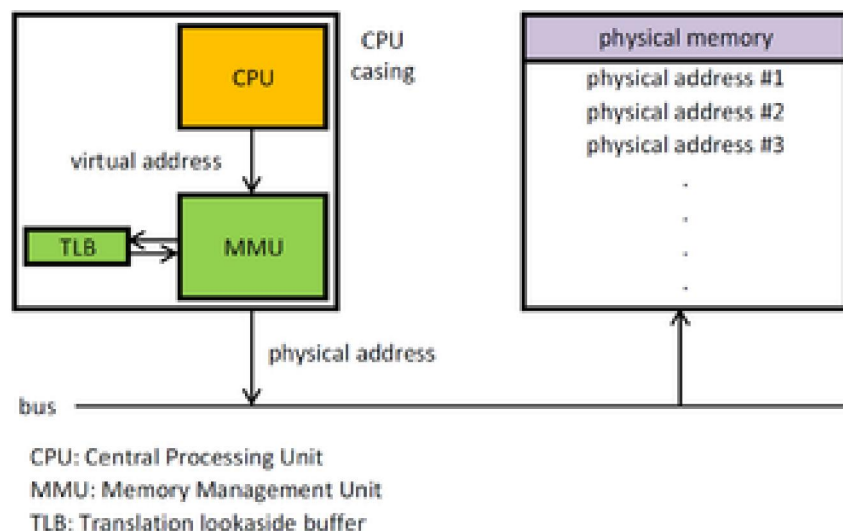 CPU
CPU
casing
virtual address
TLB
MMU
physical address
bus
physical memory
physical address #1
physical address #2
physical address #3
.
.
.
.
CPU: Central Processing Unit
MMU: Memory Management Unit
TLB: Translation lookaside buffer